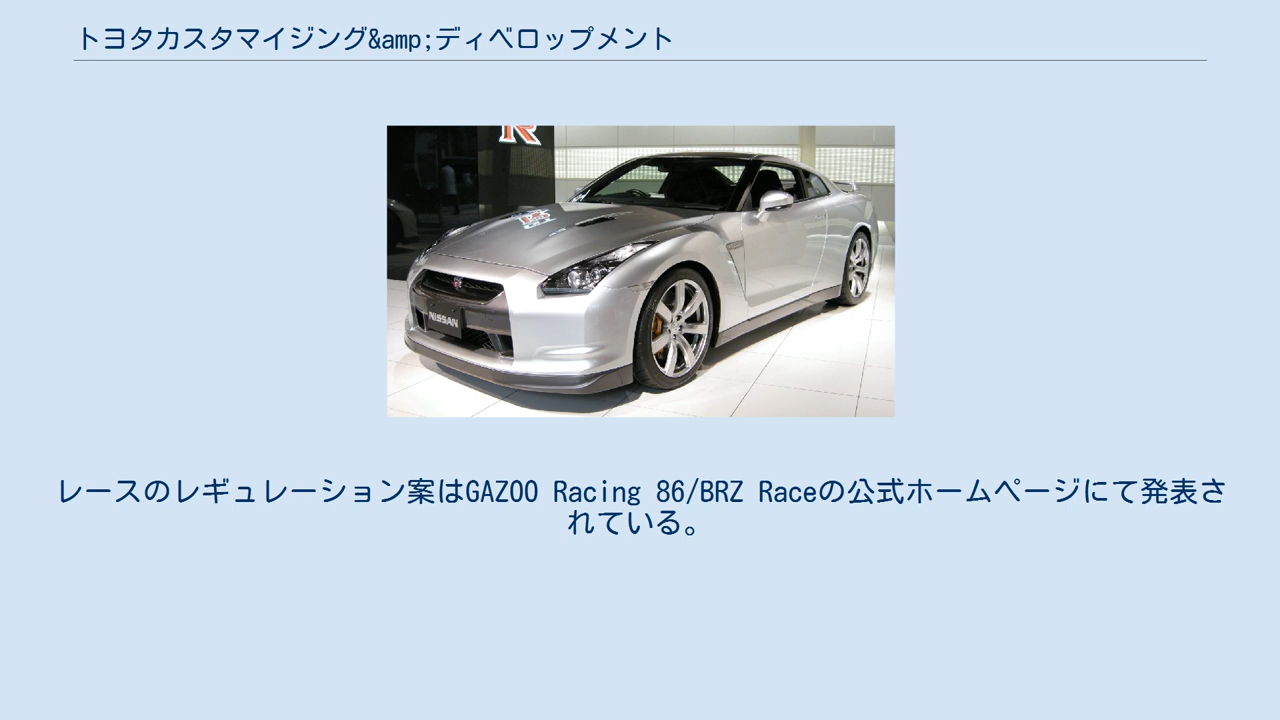 トヨタカスタマイジング&amp;ディベロップメント
R
NISSAN
レースのレギュレーション案はGAZOO Racing 86/BRZ Raceの公式ホームページにて発表さ
れている。